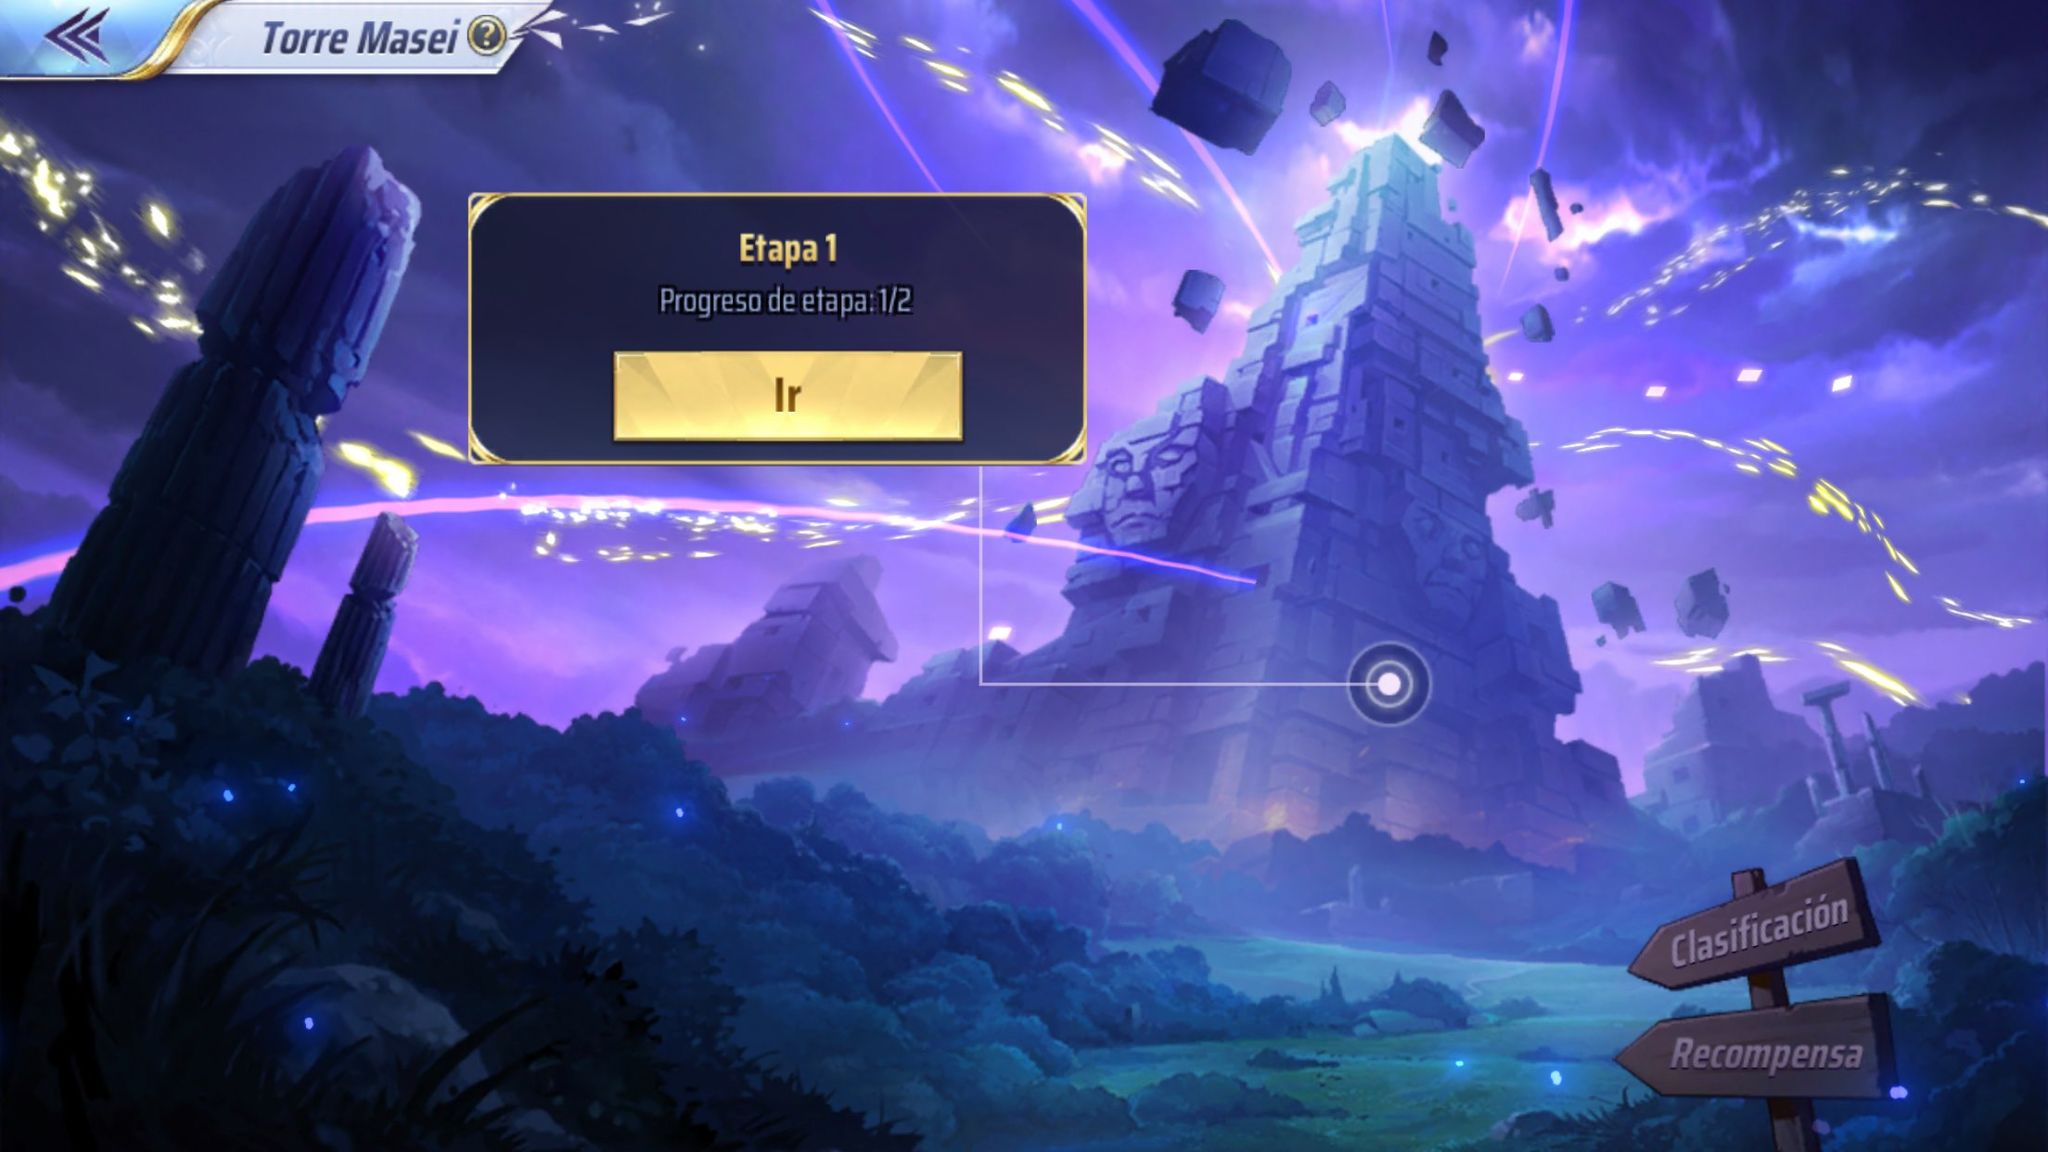 Torre Masei ?
Etapa 1
Progreso de etapa:1/2
Ir
Clasificación
Recompensa